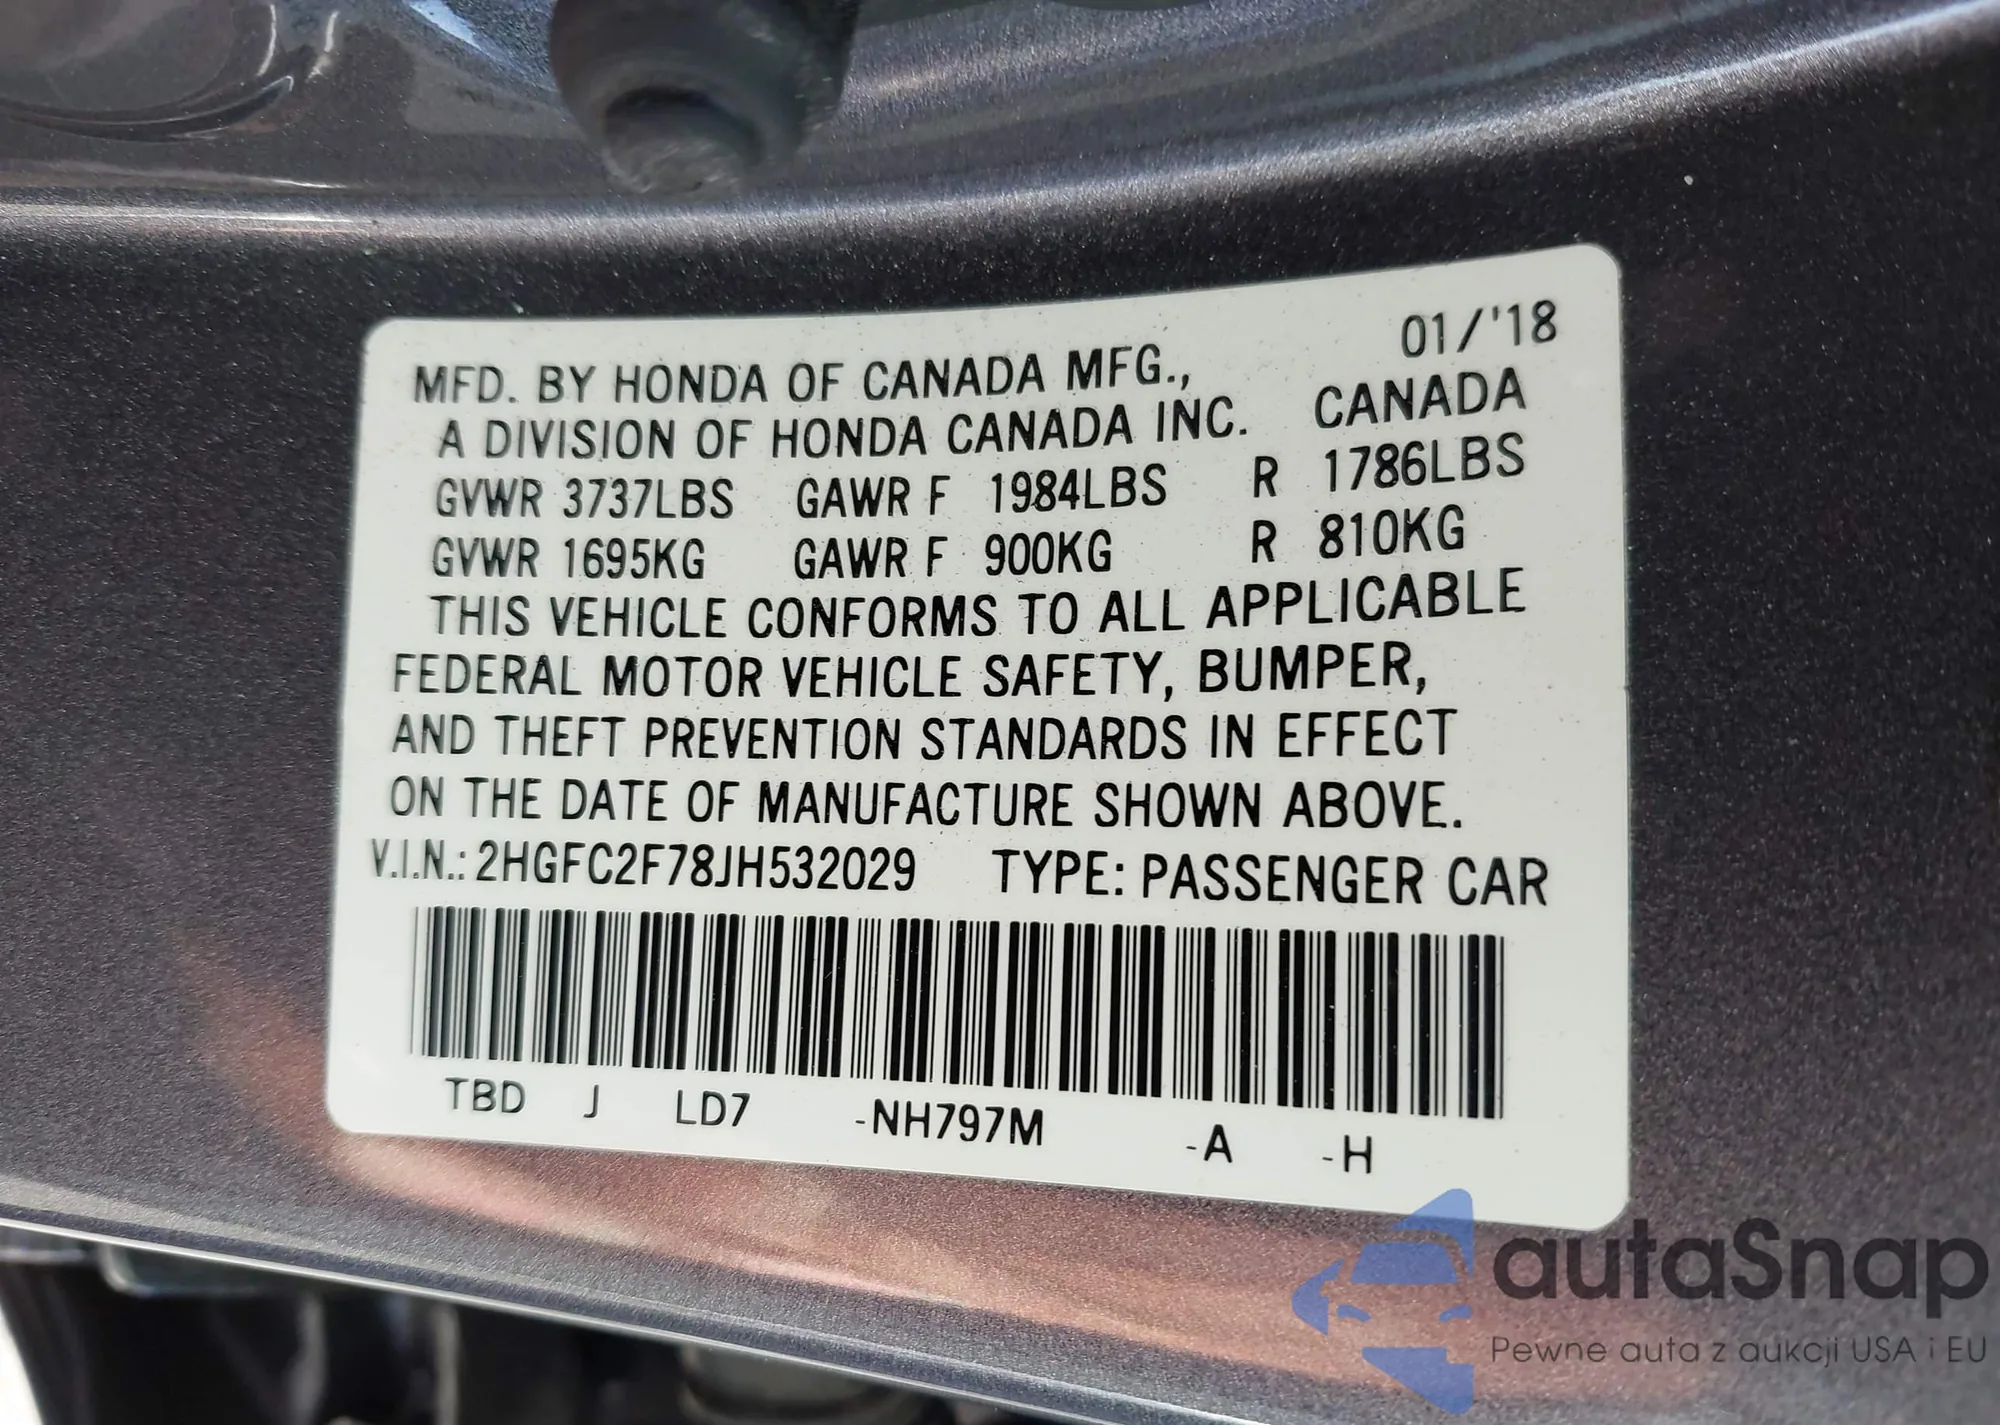 01/'18
MFD. BY HONDA OF CANADA MFG.,
A DIVISION OF HONDA CANADA INC. CANADA
GVWR 3737LBS GAWR F 1984LBS R 1786LBS
GVWR 1695KG GAWR F 900KG R 810KG
THIS VEHICLE CONFORMS TO ALL APPLICABLE
FEDERAL MOTOR VEHICLE SAFETY, BUMPER,
AND THEFT PREVENTION STANDARDS IN EFFECT
ON THE DATE OF MANUFACTURE SHOWN ABOVE.
V.I.N.: 2HGFC2F78JH532029 TYPE: PASSENGER CAR
TBD J LD7 -NH797M -A -H
autaSnap
Pewne auta z aukcji USA i EU